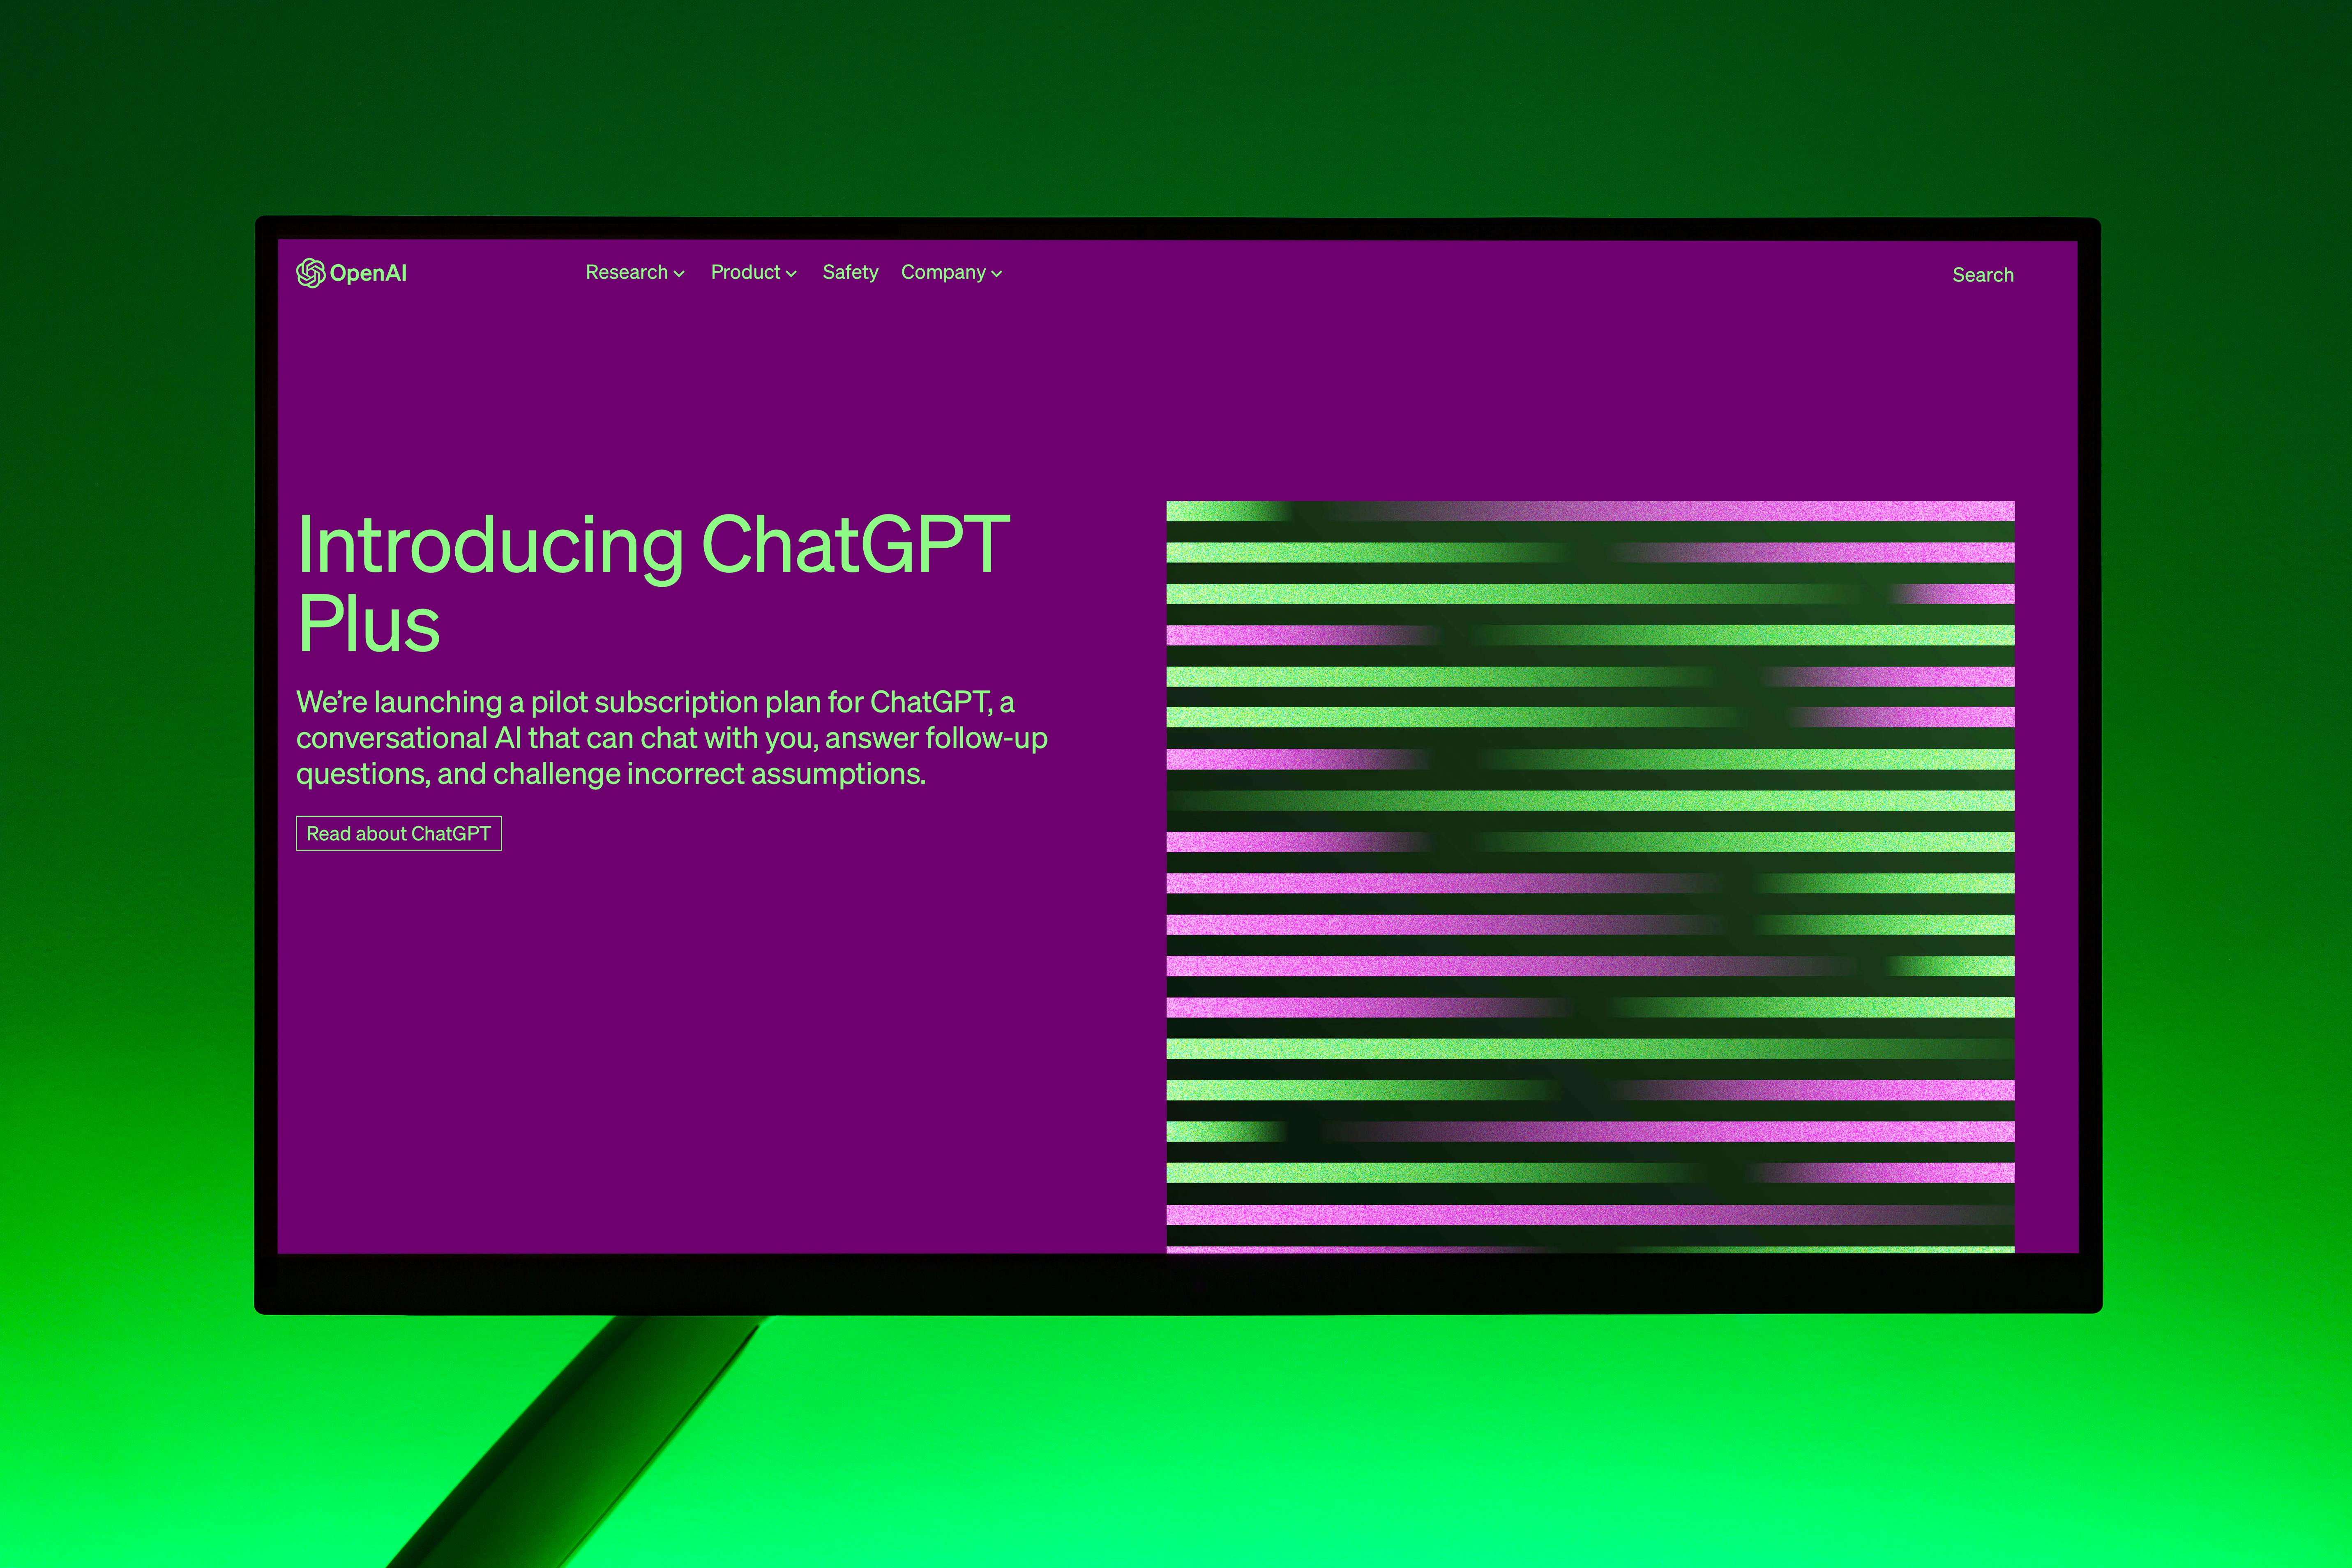 OpenAI
Research Product Safety Company
Search
Introducing ChatGPT
Plus
We’re launching a pilot subscription plan for ChatGPT, a
conversational AI that can chat with you, answer follow-up
questions, and challenge incorrect assumptions.
Read about ChatGPT